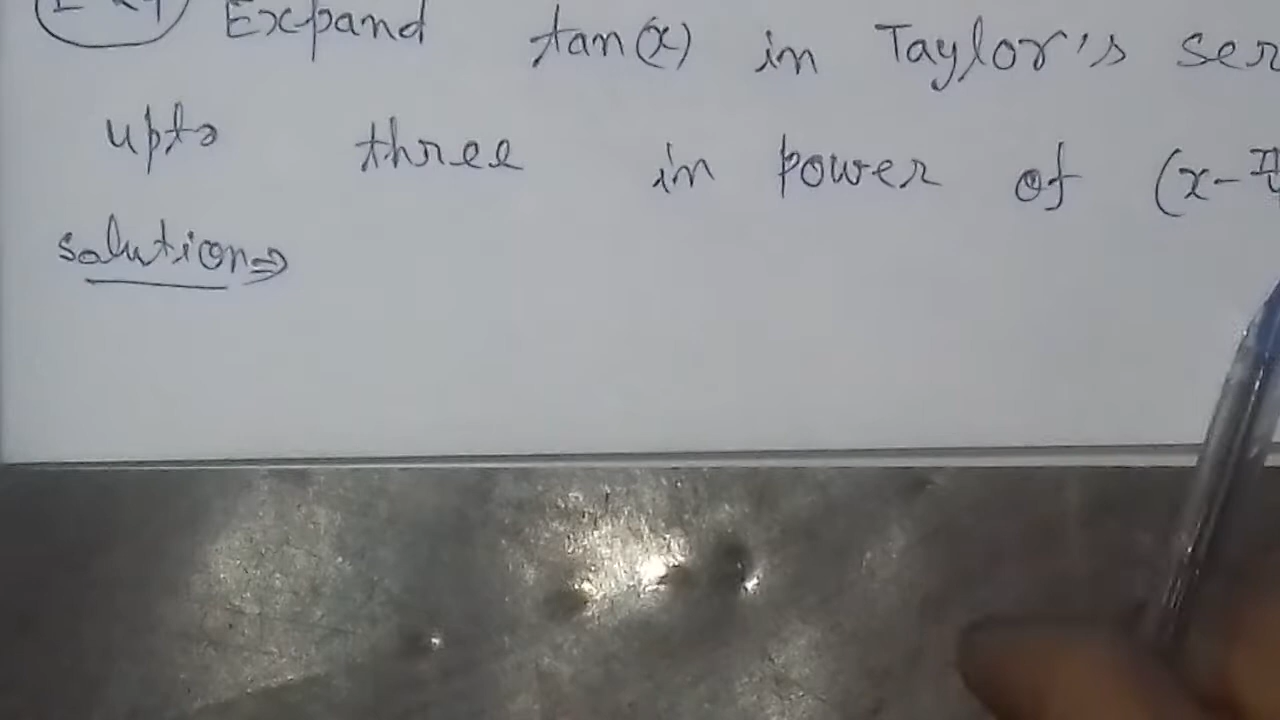 Expand tan(x) in Taylor's ser
upto three in power of (x-π
solution⇒